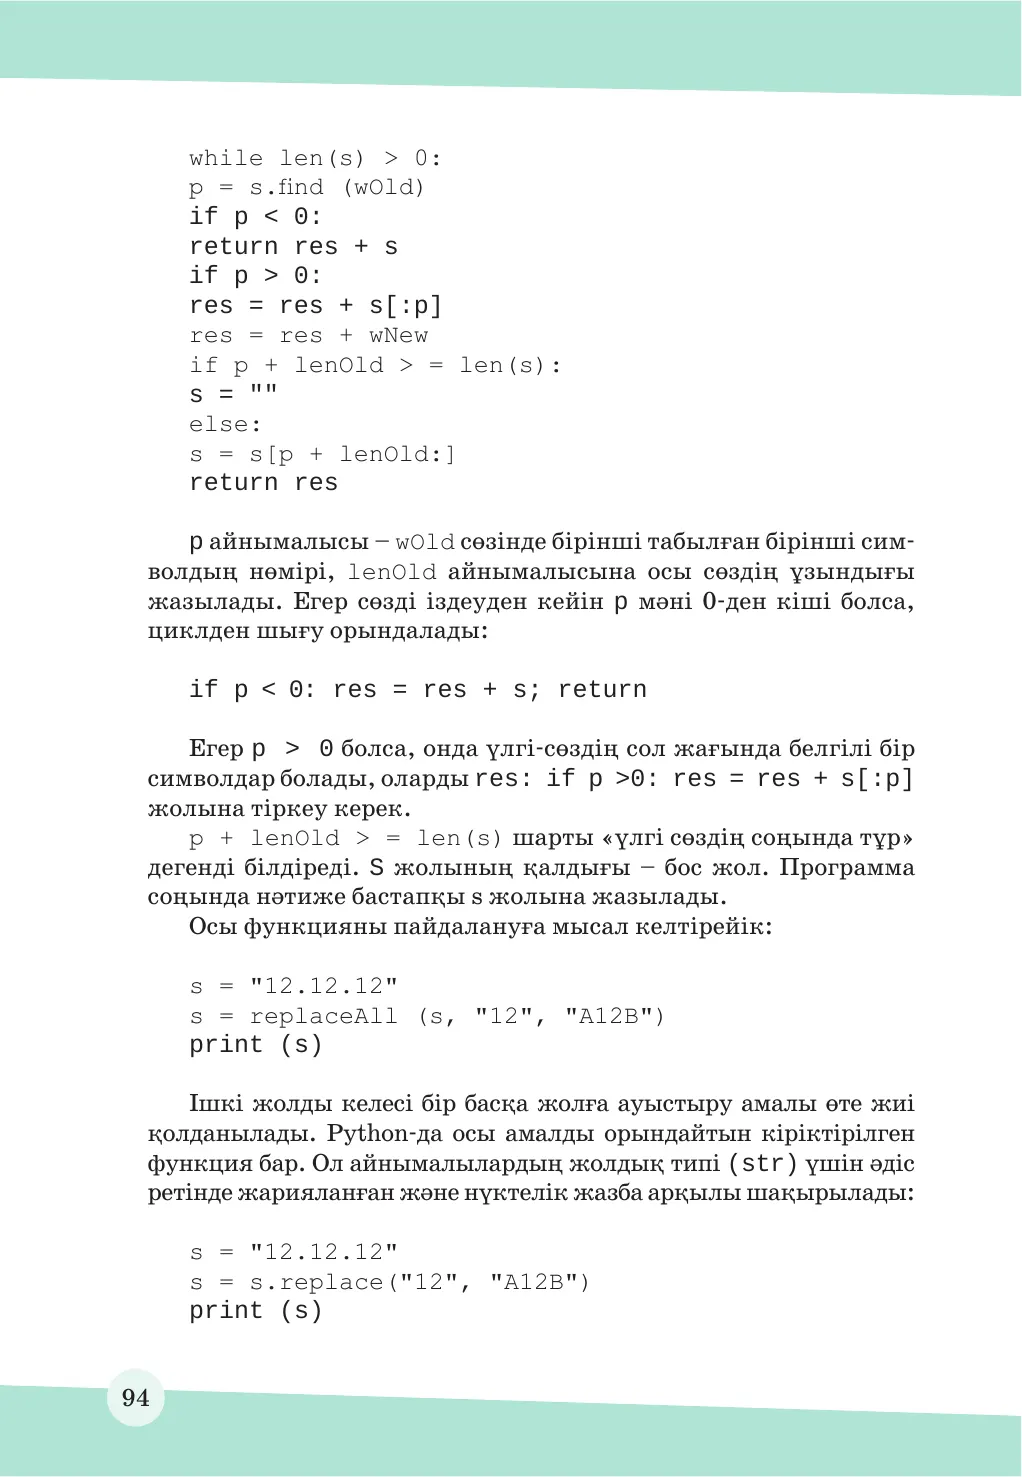 while len(s) > 0:
p = s.find (wOld)
if p < 0:
return res + s
if p > 0:
res = res + s[:p]
res = res + wNew
if p + lenOld > = len(s):
s = ""
else:
s = s[p + lenOld:]
return res
p айнымалысы – wOld сөзінде бірінші табылған бірінші сим-
волдың нөмірі, lenOld айнымалысына осы сөздің ұзындығы
жазылады. Егер сөзді іздеуден кейін p мәні 0-ден кіші болса,
циклден шығу орындалады:
if p < 0: res = res + s; return
Егер p > 0 болса, онда үлгі-сөздің сол жағында белгілі бір
символдар болады, оларды res: if p >0: res = res + s[:p]
жолына тіркеу керек.
p + lenOld > = len(s) шарты «үлгі сөздің соңында тұр»
дегенді білдіреді. S жолының қалдығы – бос жол. Программа
соңында нәтиже бастапқы s жолына жазылады.
Осы функцияны пайдалануға мысал келтірейік:
s = "12.12.12"
s = replaceAll (s, "12", "A12B")
print (s)
Ішкі жолды келесі бір басқа жолға ауыстыру амалы өте жиі
қолданылады. Python-да осы амалды орындайтын кіріктірілген
функция бар. Ол айнымалылардың жолдық типі (str) үшін әдіс
ретінде жарияланған және нүктелік жазба арқылы шақырылады:
s = "12.12.12"
s = s.replace("12", "A12B")
print (s)
94